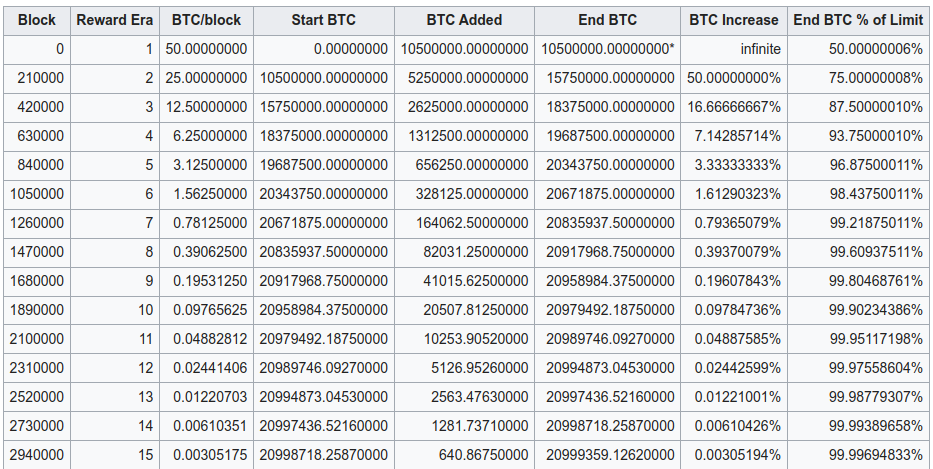 Block Reward Era BTC/block Start BTC BTC Added End BTC BTC Increase End BTC % of Limit
0 1 50.00000000 0.00000000 10500000.00000000 10500000.00000000* infinite 50.00000006%
210000 2 25.00000000 10500000.00000000 5250000.00000000 15750000.00000000 50.00000000% 75.00000008%
420000 3 12.50000000 15750000.00000000 2625000.00000000 18375000.00000000 16.66666667% 87.50000010%
630000 4 6.25000000 18375000.00000000 1312500.00000000 19687500.00000000 7.14285714% 93.75000010%
840000 5 3.12500000 19687500.00000000 656250.00000000 20343750.00000000 3.33333333% 96.87500011%
1050000 6 1.56250000 20343750.00000000 328125.00000000 20671875.00000000 1.61290323% 98.43750011%
1260000 7 0.78125000 20671875.00000000 164062.50000000 20835937.50000000 0.79365079% 99.21875011%
1470000 8 0.39062500 20835937.50000000 82031.25000000 20917968.75000000 0.39370079% 99.60937511%
1680000 9 0.19531250 20917968.75000000 41015.62500000 20958984.37500000 0.19607843% 99.80468761%
1890000 10 0.09765625 20958984.37500000 20507.81250000 20979492.18750000 0.09784736% 99.90234386%
2100000 11 0.04882812 20979492.18750000 10253.90520000 20989746.09270000 0.04887585% 99.95117198%
2310000 12 0.02441406 20989746.09270000 5126.95260000 20994873.04530000 0.02442599% 99.97558604%
2520000 13 0.01220703 20994873.04530000 2563.47630000 20997436.52160000 0.01221001% 99.98779307%
2730000 14 0.00610351 20997436.52160000 1281.73710000 20998718.25870000 0.00610426% 99.99389658%
2940000 15 0.00305175 20998718.25870000 640.86750000 20999359.12620000 0.00305194% 99.99694833%